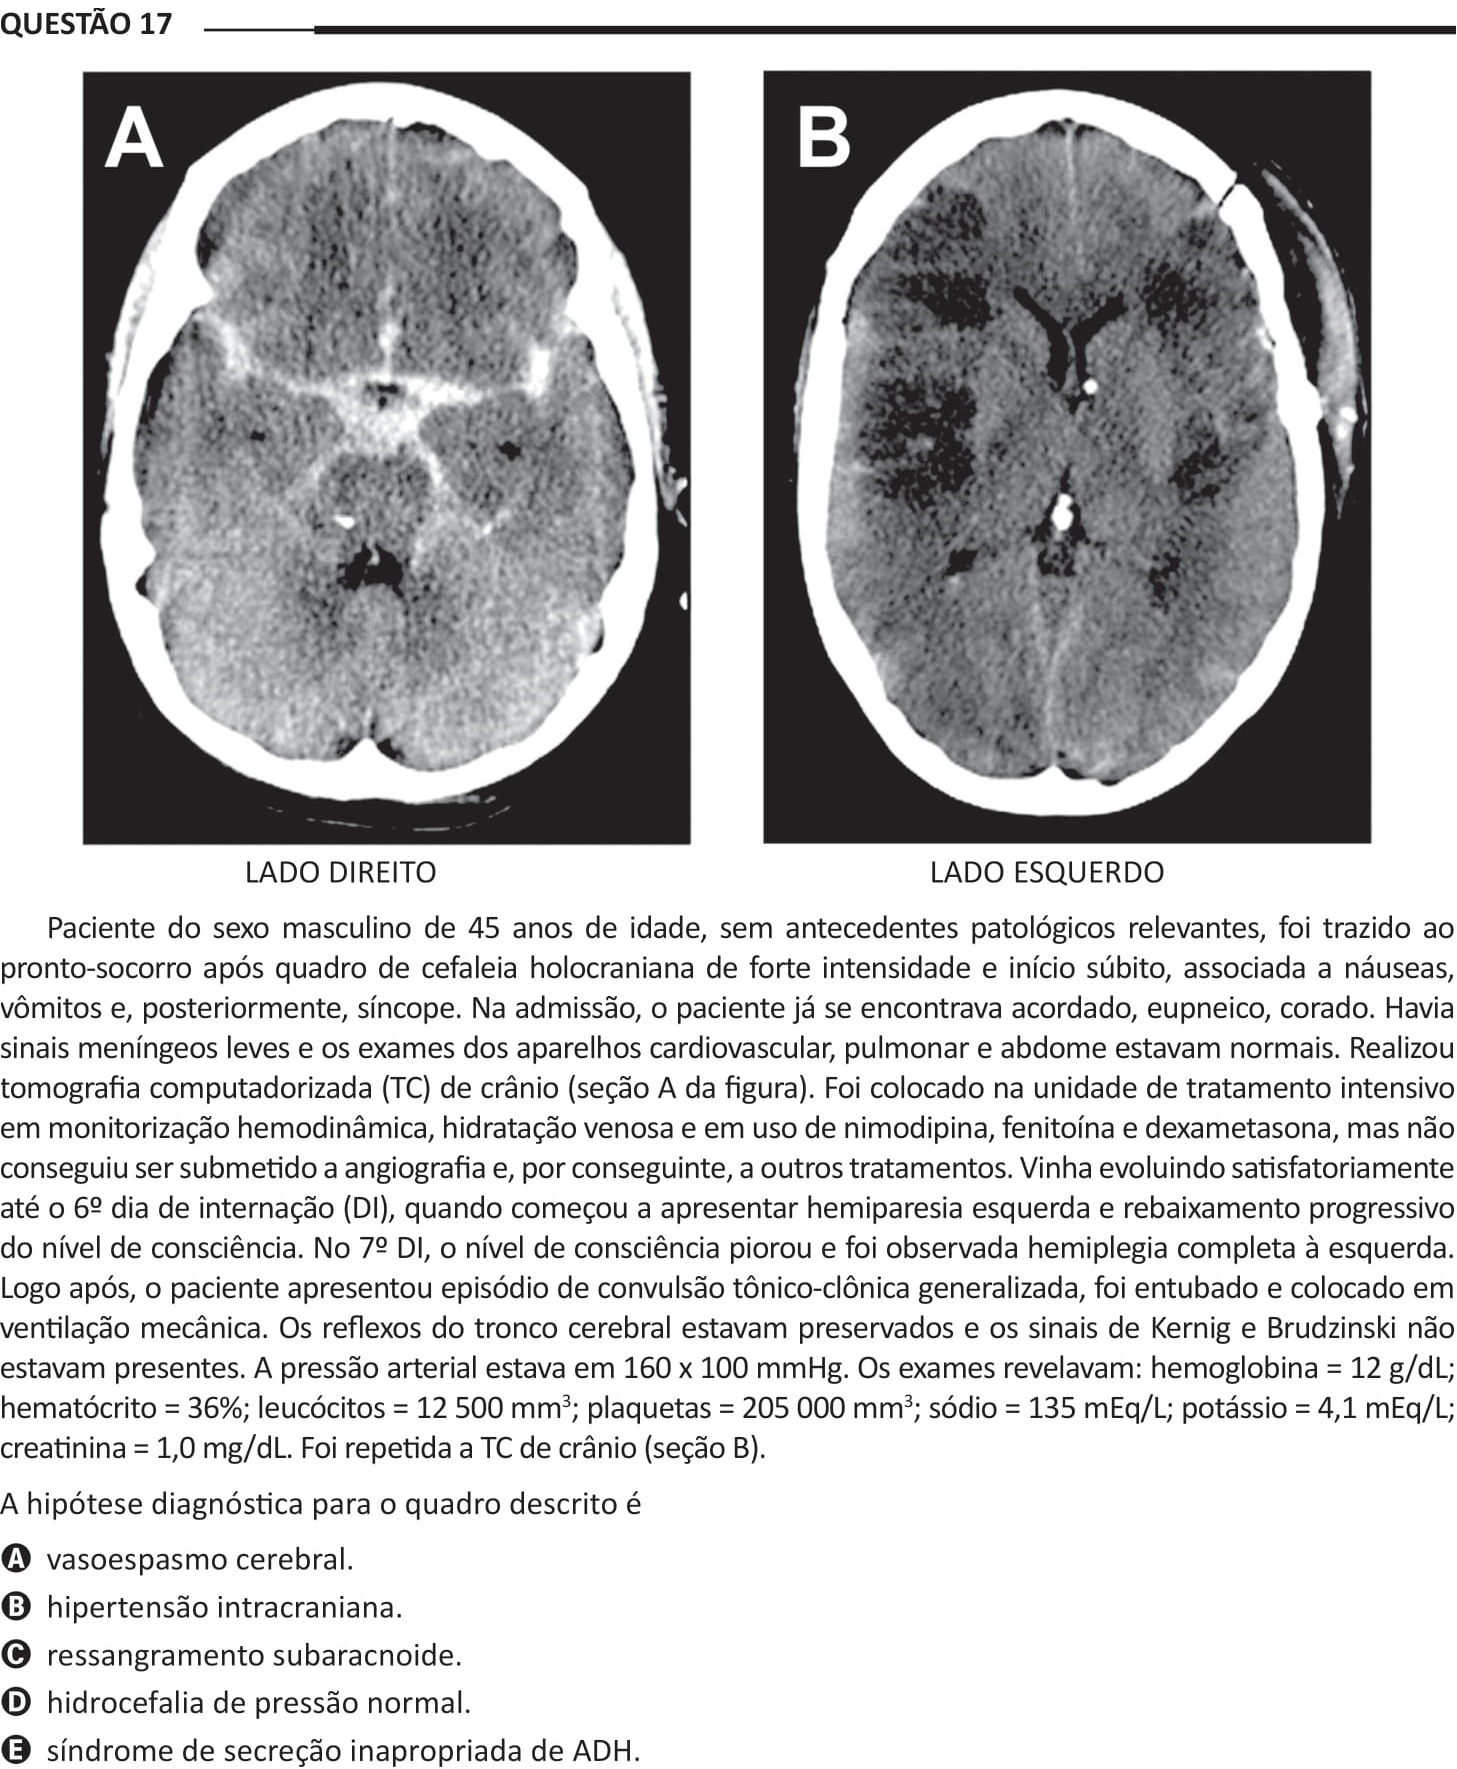 QUESTÃO 17
A
B
LADO DIREITO
LADO ESQUERDO
Paciente do sexo masculino de 45 anos de idade, sem antecedentes patológicos relevantes, foi trazido ao
pronto-socorro após quadro de cefaleia holocraniana de forte intensidade e início súbito, associada a náuseas,
vômitos e, posteriormente, síncope. Na admissão, o paciente já se encontrava acordado, eupneico, corado. Havia
sinais meníngeos leves e os exames dos aparelhos cardiovascular, pulmonar e abdome estavam normais. Realizou
tomografia computadorizada (TC) de crânio (seção A da figura). Foi colocado na unidade de tratamento intensivo
em monitorização hemodinâmica, hidratação venosa e em uso de nimodipina, fenitoína e dexametasona, mas não
conseguiu ser submetido a angiografia e, por conseguinte, a outros tratamentos. Vinha evoluindo satisfatoriamente
até o 6º dia de internação (DI), quando começou a apresentar hemiparesia esquerda e rebaixamento progressivo
do nível de consciência. No 7º DI, o nível de consciência piorou e foi observada hemiplegia completa à esquerda.
Logo após, o paciente apresentou episódio de convulsão tônico-clônica generalizada, foi entubado e colocado em
ventilação mecânica. Os reflexos do tronco cerebral estavam preservados e os sinais de Kernig e Brudzinski não
estavam presentes. A pressão arterial estava em 160 x 100 mmHg. Os exames revelavam: hemoglobina = 12 g/dL;
hematócrito = 36%; leucócitos = 12 500 mm³; plaquetas = 205 000 mm³; sódio = 135 mEq/L; potássio = 4,1 mEq/L;
creatinina = 1,0 mg/dL. Foi repetida a TC de crânio (seção B).
A hipótese diagnóstica para o quadro descrito é
A vasoespasmo cerebral.
B hipertensão intracraniana.
C ressangramento subaracnoide.
D hidrocefalia de pressão normal.
E síndrome de secreção inapropriada de ADH.